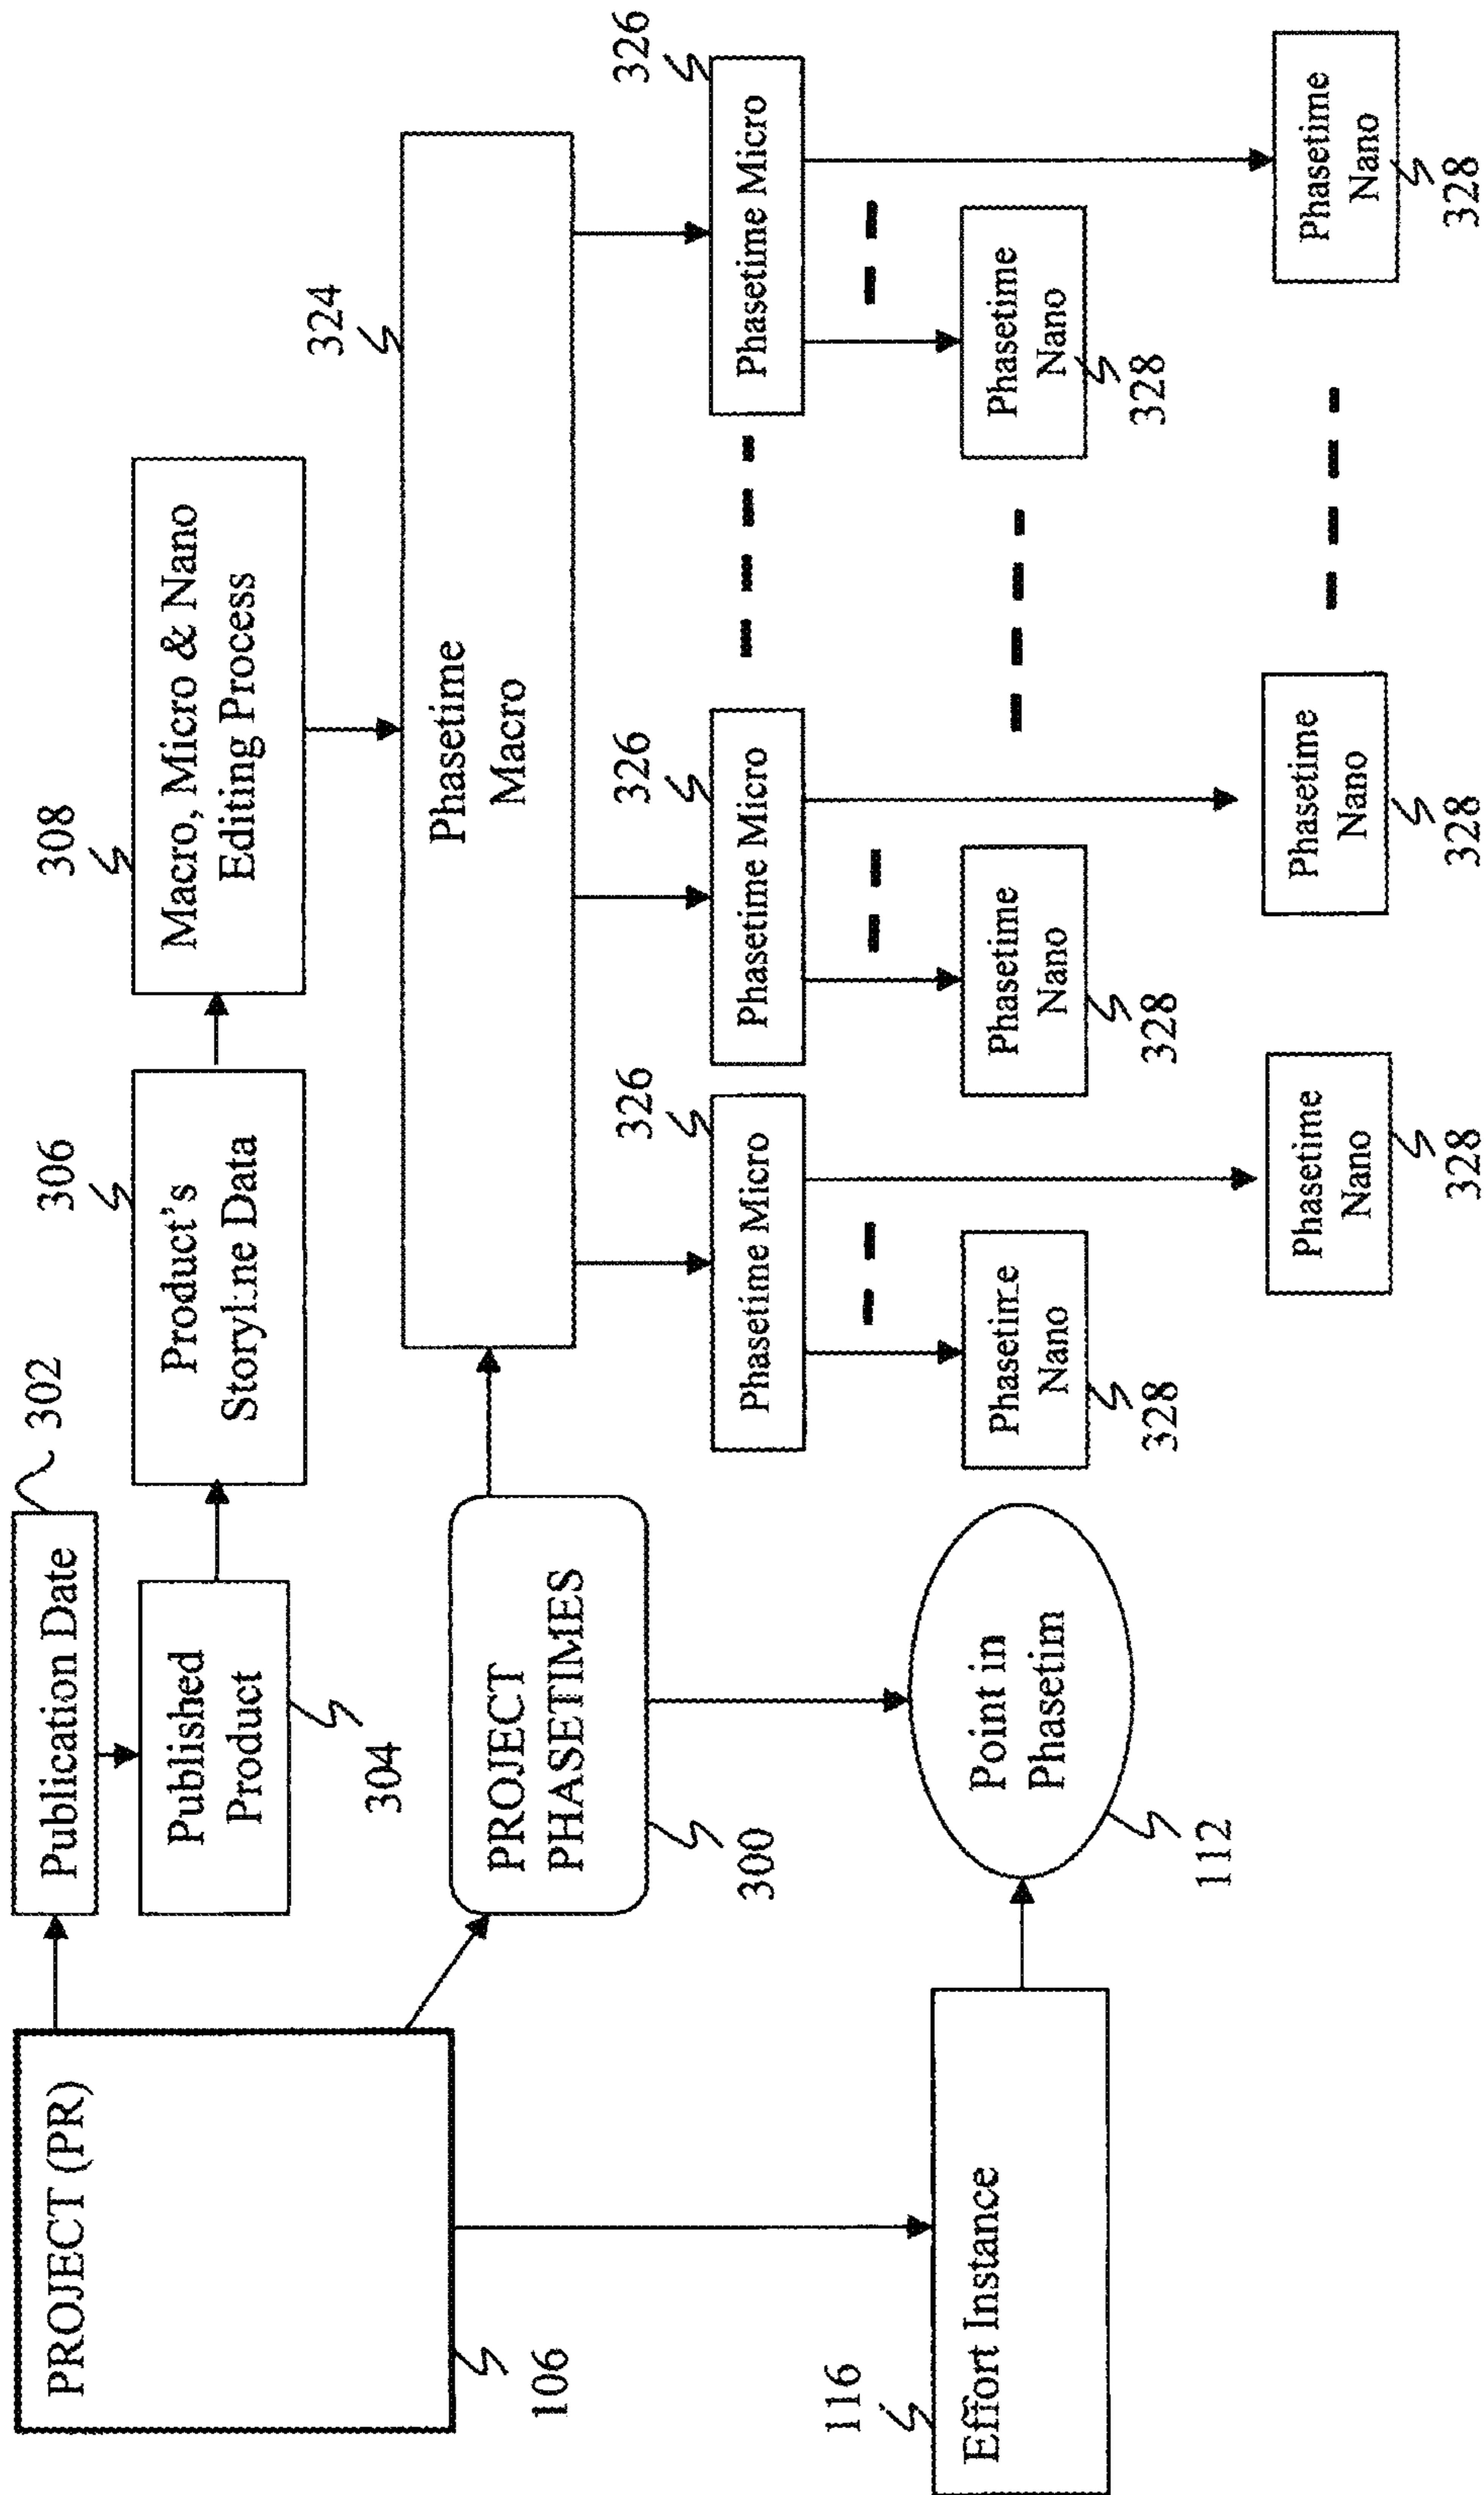 PROJECT (PR)
106
Publication Date
302
Published
Product
304
Product's
Storyline Data
306
Macro, Micro & Nano
Editing Process
308
PROJECT
PHASETIMES
300
Phasetime
Macro
324
Phasetime Micro
326
Phasetime Micro
326
Phasetime Micro
326
Effort Instance
116
Point in
Phasetim
112
Phasetime
Nano
328
Phasetime
Nano
328
Phasetime
Nano
328
Phasetime
Nano
328
Phasetime
Nano
328
Phasetime
Nano
328